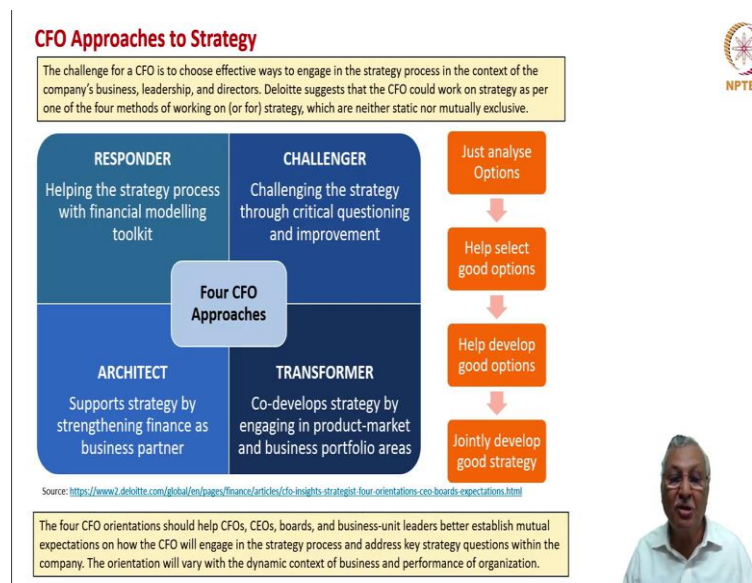 CFO Approaches to Strategy
The challenge for a CFO is to choose effective ways to engage in the strategy process in the context of the
company's business, leadership, and directors. Deloitte suggests that the CFO could work on strategy as per
one of the four methods of working on (or for) strategy, which are neither static nor mutually exclusive.
NPTE
RESPONDER
Helping the strategy process
with financial modelling
toolkit
CHALLENGER
Challenging the strategy
through critical questioning
and improvement
Four CFO
Approaches
ARCHITECT
Supports strategy by
strengthening finance as
business partner
TRANSFORMER
Co-develops strategy by
engaging in product-market
and business portfolio areas
Just analyse
Options
Help select
good options
Help develop
good options
Jointly develop
good strategy
Source: https://www2.deloitte.com/global/en/pages/finance/articles/cfo-insights-strategist-four-orientations-ceo-boards-expectations.html
The four CFO orientations should help CFOs, CEOs, boards, and business-unit leaders better establish mutual
expectations on how the CFO will engage in the strategy process and address key strategy questions within the
company. The orientation will vary with the dynamic context of business and performance of organization.